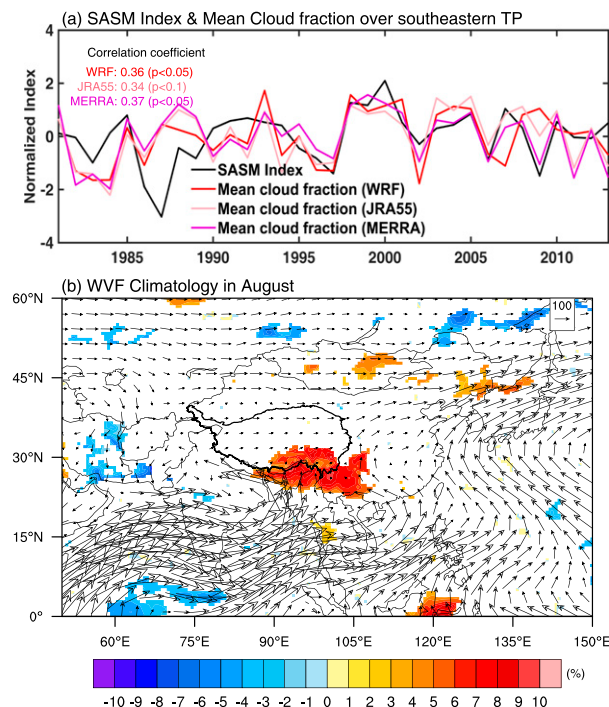 (a) SASM Index & Mean Cloud fraction over southeastern TP
Normalized Index
4
2
0
-2
-4
Correlation coefficient
WRF: 0.36 (p<0.05)
JRA55: 0.34 (p<0.1)
MERRA: 0.37 (p<0.05)
SASM Index
Mean cloud fraction (WRF)
Mean cloud fraction (JRA55)
Mean cloud fraction (MERRA)
1985 1990 1995 2000 2005 2010
(b) WVF Climatology in August
100
60°N
45°N
30°N
15°N
0°
60°E 75°E 90°E 105°E 120°E 135°E 150°E
(%)
-10 -9 -8 -7 -6 -5 -4 -3 -2 -1 0 1 2 3 4 5 6 7 8 9 10